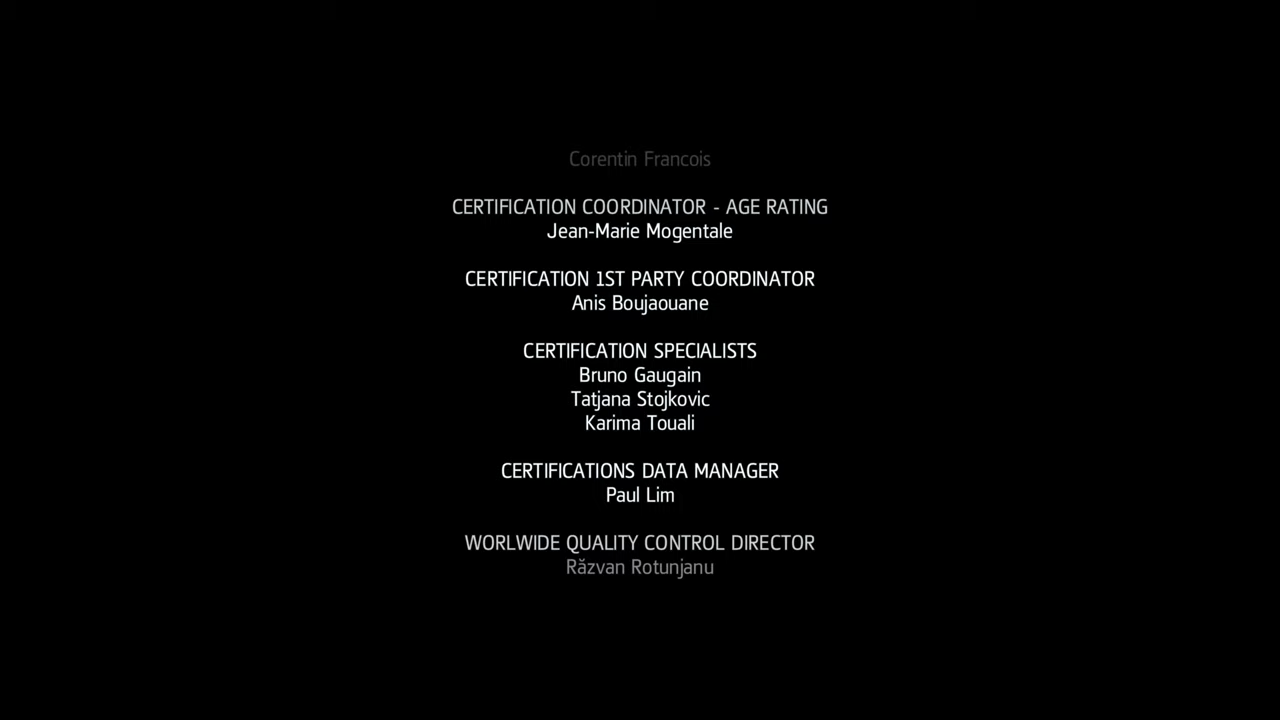 Corentin Francois
CERTIFICATION COORDINATOR - AGE RATING
Jean-Marie Mogentale
CERTIFICATION 1ST PARTY COORDINATOR
Anis Boujaouane
CERTIFICATION SPECIALISTS
Bruno Gaugain
Tatjana Stojkovic
Karima Touali
CERTIFICATIONS DATA MANAGER
Paul Lim
WORLWIDE QUALITY CONTROL DIRECTOR
Răzvan Rotunjanu